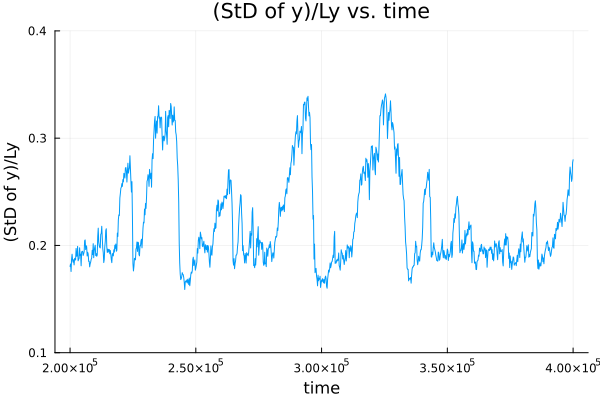 (StD of y)/Ly vs. time
(StD of y)/Ly
0.4
0.3
0.2
0.1
2.00×10⁵ 2.50×10⁵ 3.00×10⁵ 3.50×10⁵ 4.00×10⁵
time